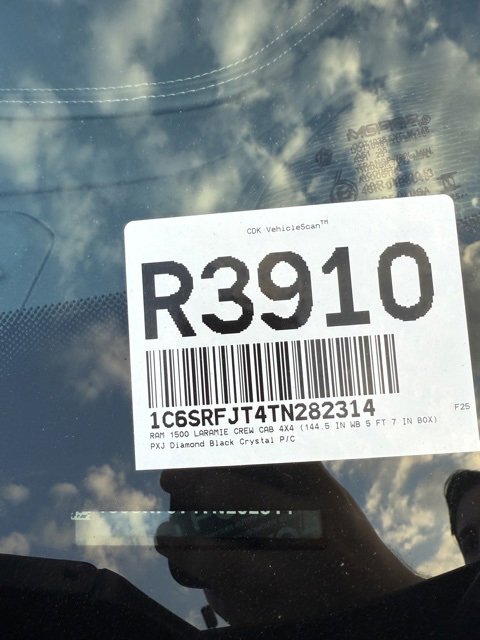 MOPAR
CDK VehicleScan™
R3910
1C6SRFJT4TN282314
F25
RAM 1500 LARAMIE CREW CAB 4X4 (144.5 IN WB 5 FT 7 IN BOX)
PXJ Diamond Black Crystal P/C